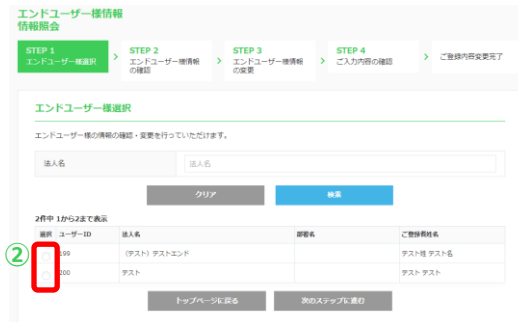 エンドユーザー様情報
情報照会
STEP 1
エンドユーザー様選択
STEP 2
エンドユーザー様情報
の確認
STEP 3
エンドユーザー様情報
の変更
STEP 4
ご入力内容の確認
ご登録内容変更完了
エンドユーザー様選択
エンドユーザー様の情報の確認・変更を行っていただけます。
法人名 法人名
クリア 検索
2件中 1から2まで表示
選択 ユーザーID 法人名 部署名 ご登録者姓名
199 （テスト）テストエンド テスト姓 テスト名
200 テスト テスト テスト
②
トップページに戻る 次のステップに進む